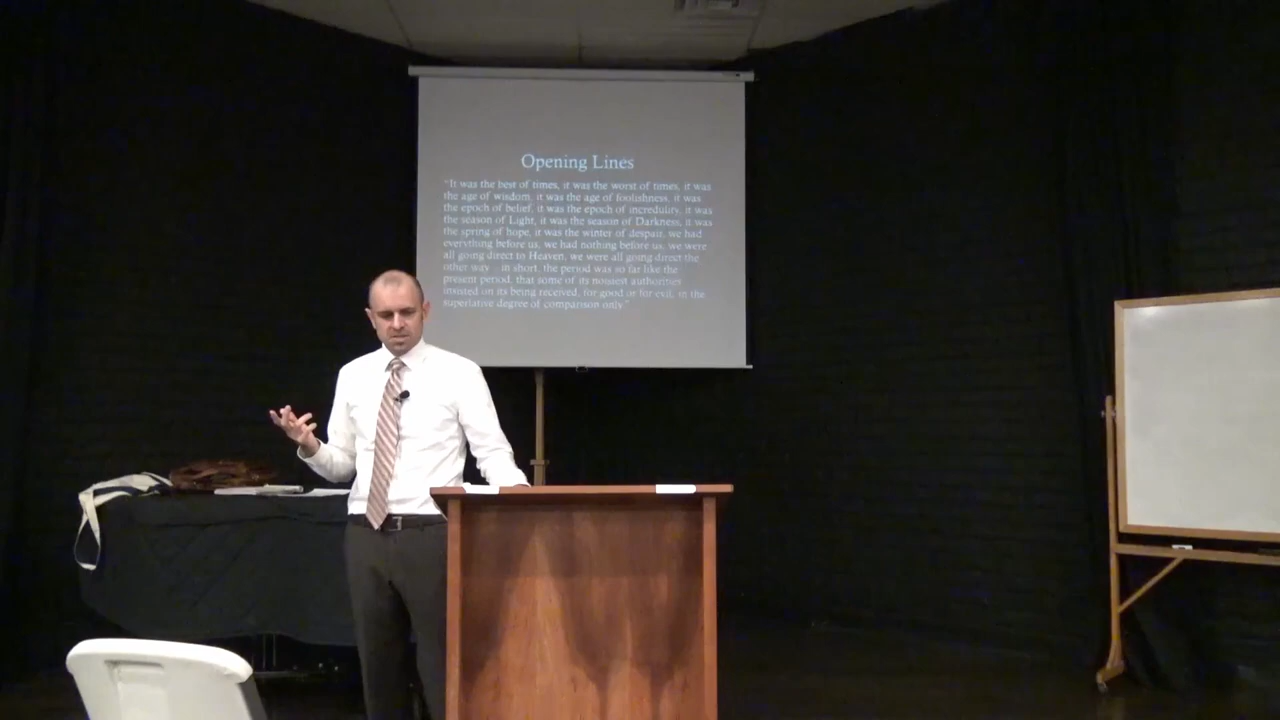 Opening Lines
"It was the best of times, it was the worst of times, it was
the age of wisdom, it was the age of foolishness, it was
the epoch of belief, it was the epoch of incredulity, it was
the season of Light, it was the season of Darkness, it was
the spring of hope, it was the winter of despair, we had
everything before us, we had nothing before us, we were
all going direct to Heaven, we were all going direct the
other way – in short, the period was so far like the
present period, that some of its noisiest authorities
insisted on its being received, for good or for evil, in the
superlative degree of comparison only."